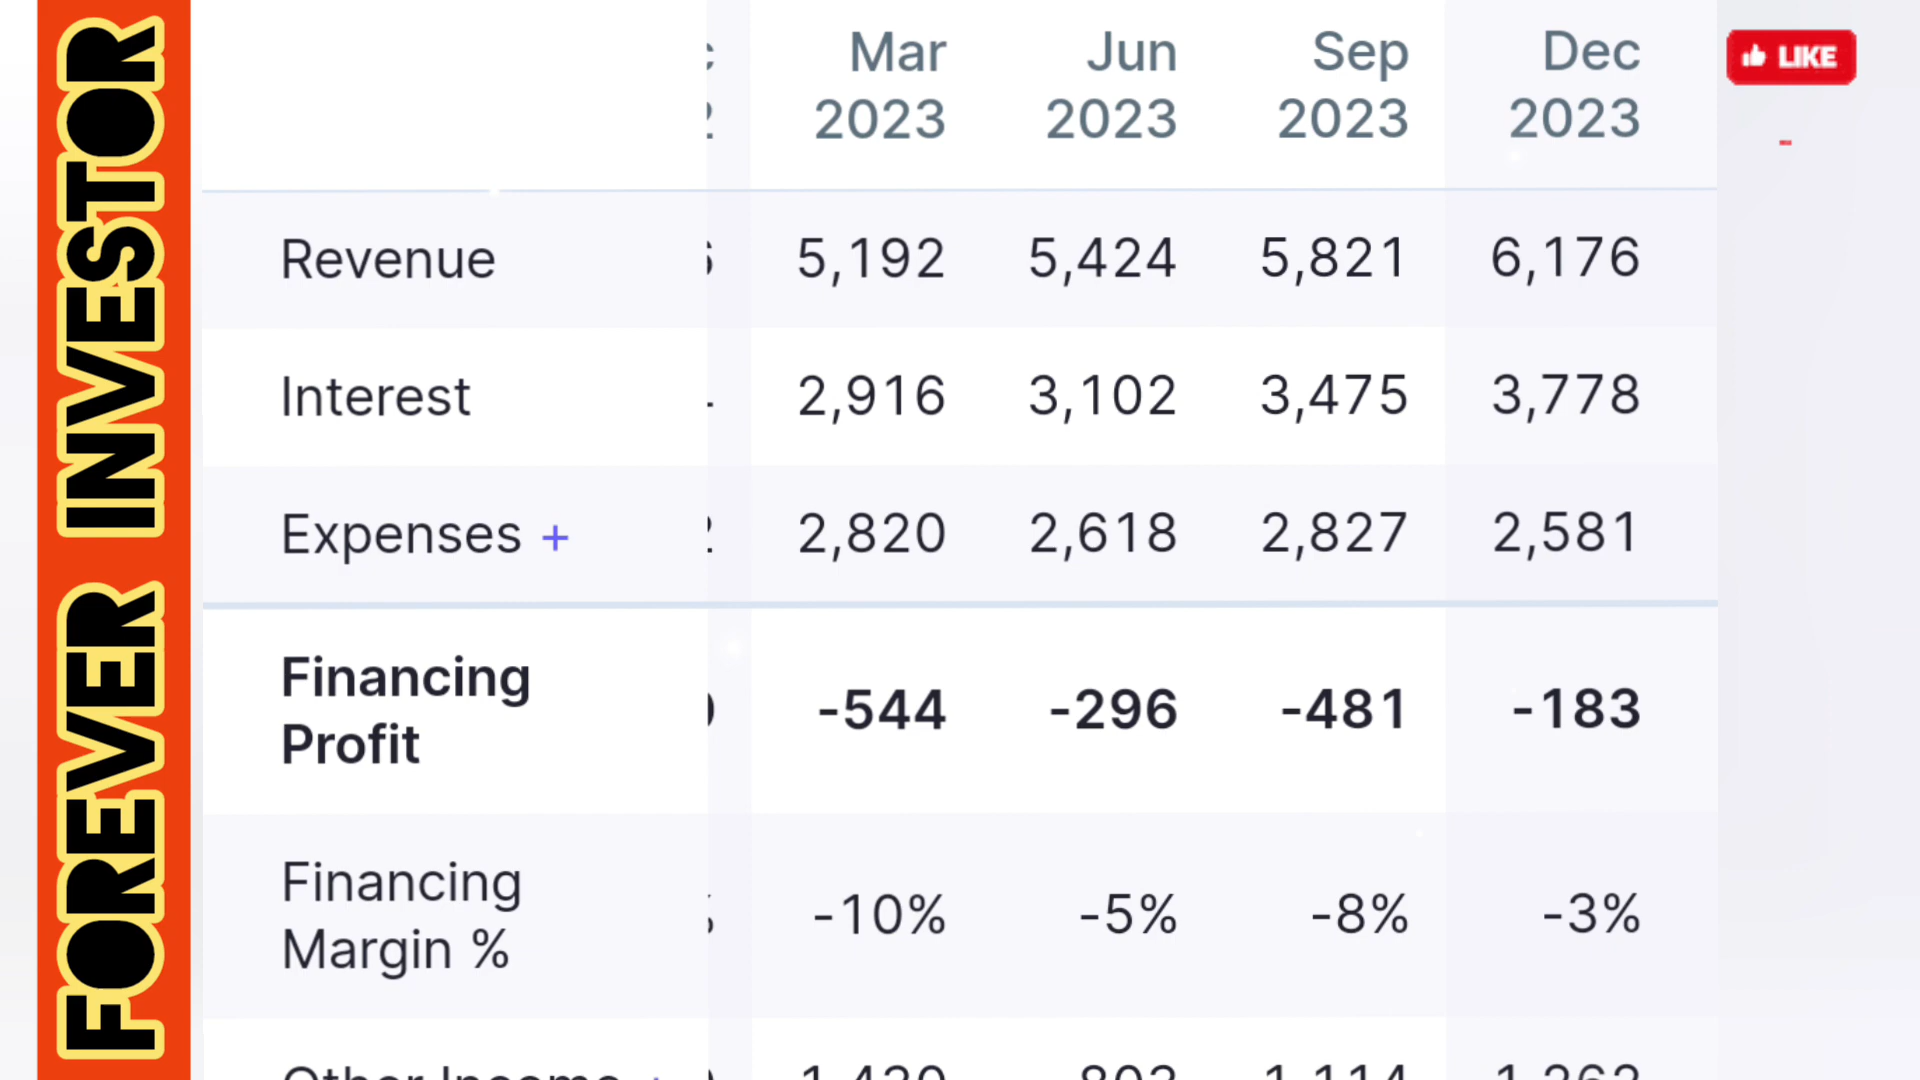 FOREVER INVESTOR
Mar 2023 Jun 2023 Sep 2023 Dec 2023
LIKE
Revenue 5,192 5,424 5,821 6,176
Interest 2,916 3,102 3,475 3,778
Expenses + 2,820 2,618 2,827 2,581
Financing Profit -544 -296 -481 -183
Financing Margin % -10% -5% -8% -3%
Other Income